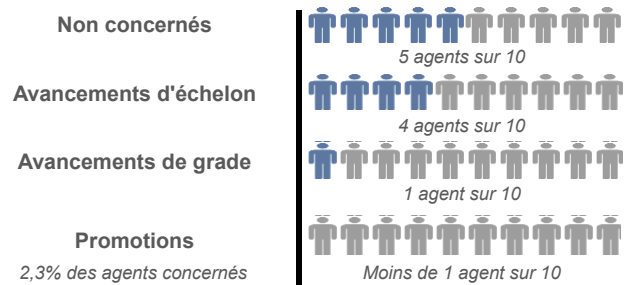 Non concernés
5 agents sur 10
Avancements d'échelon
4 agents sur 10
Avancements de grade
1 agent sur 10
Promotions
2,3% des agents concernés
Moins de 1 agent sur 10